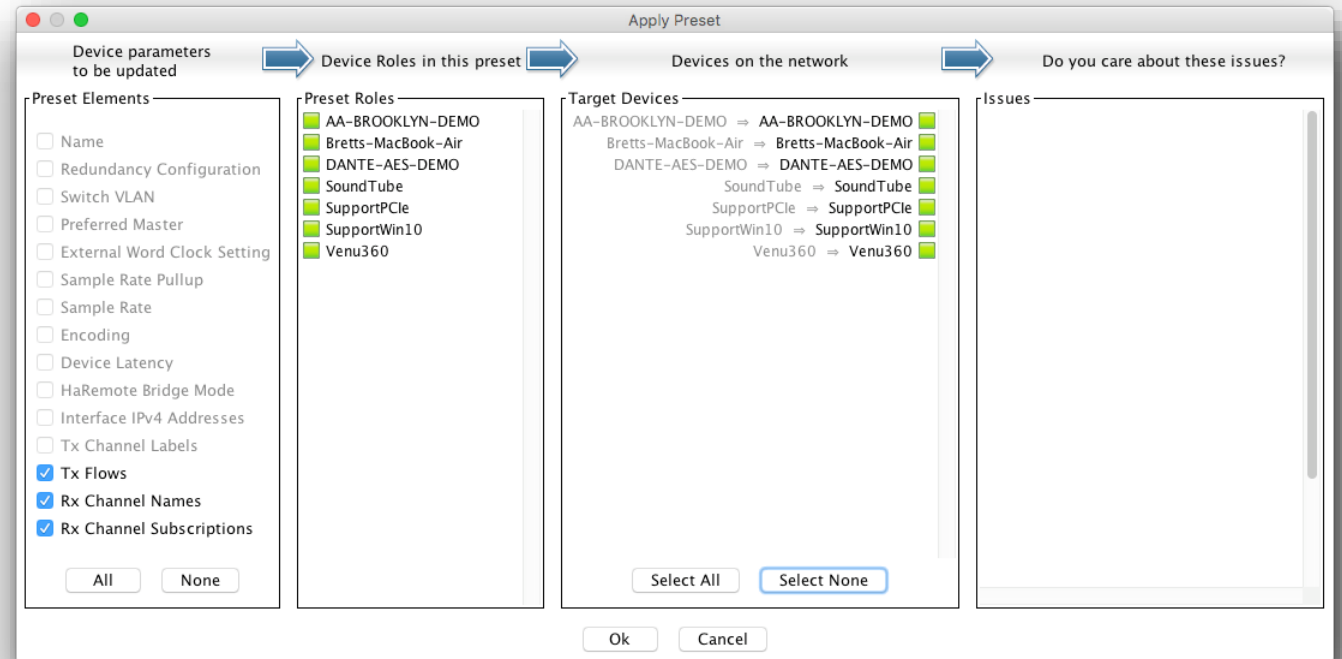 Apply Preset
Device parameters
to be updated
Device Roles in this preset
Devices on the network
Do you care about these issues?
Preset Elements
Name
Redundancy Configuration
Switch VLAN
Preferred Master
External Word Clock Setting
Sample Rate Pullup
Sample Rate
Encoding
Device Latency
HaRemote Bridge Mode
Interface IPv4 Addresses
Tx Channel Labels
Tx Flows
Rx Channel Names
Rx Channel Subscriptions
All None
Preset Roles
AA-BROOKLYN-DEMO
Bretts-MacBook-Air
DANTE-AES-DEMO
SoundTube
SupportPCIe
SupportWin10
Venu360
Target Devices
AA-BROOKLYN-DEMO ⇒ AA-BROOKLYN-DEMO
Bretts-MacBook-Air ⇒ Bretts-MacBook-Air
DANTE-AES-DEMO ⇒ DANTE-AES-DEMO
SoundTube ⇒ SoundTube
SupportPCIe ⇒ SupportPCIe
SupportWin10 ⇒ SupportWin10
Venu360 ⇒ Venu360
Select All Select None
Issues
Ok Cancel